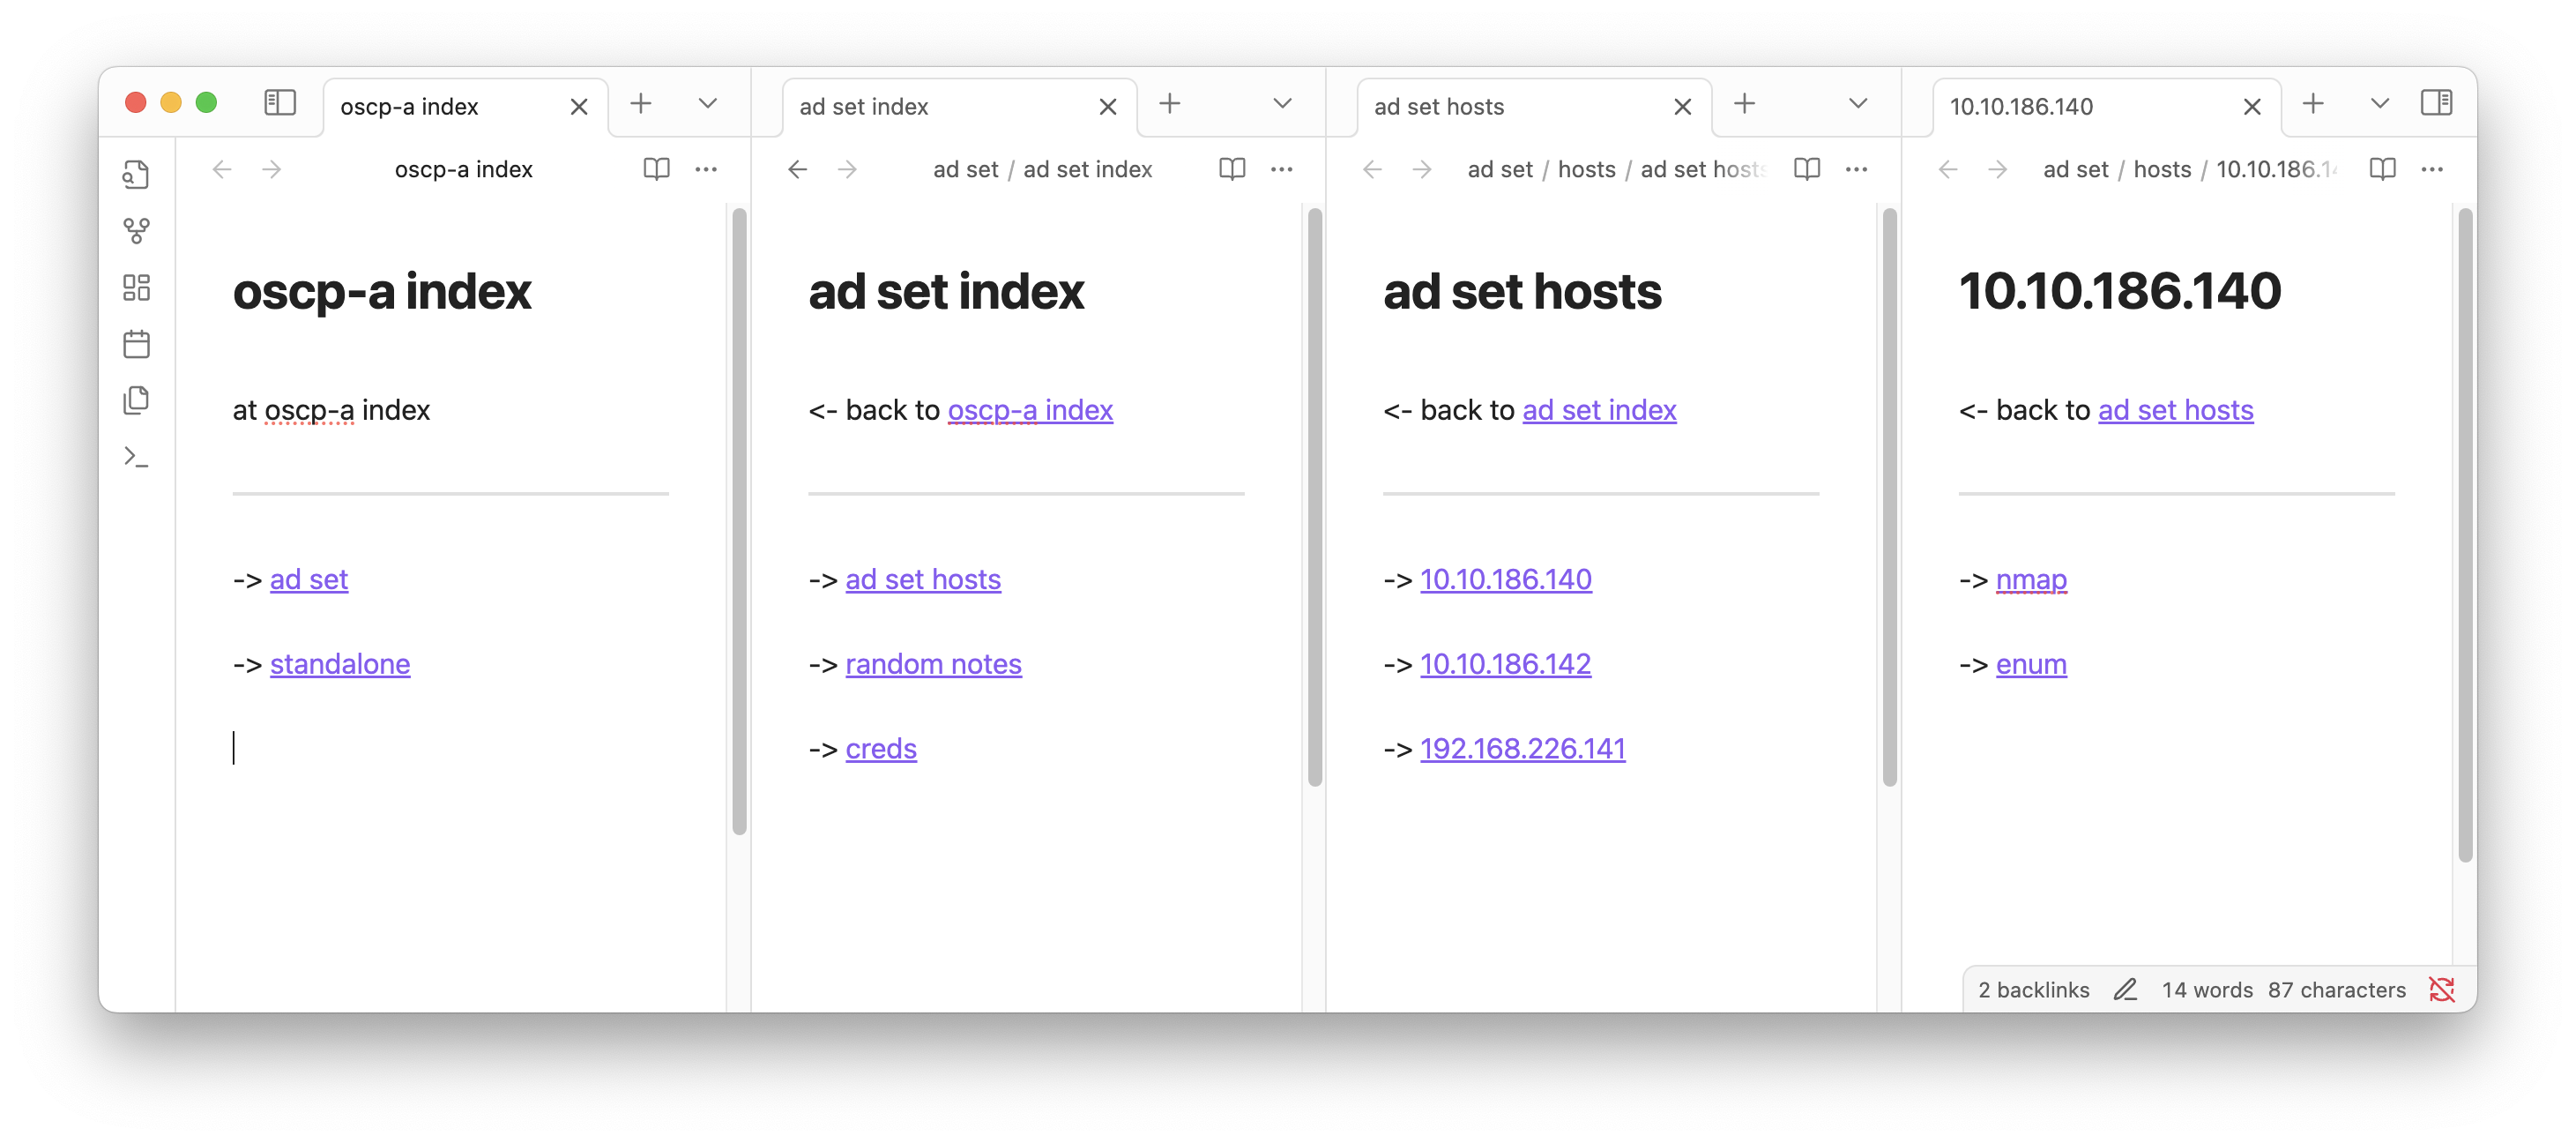 oscp-a index
ad set index
ad set hosts
10.10.186.140
oscp-a index
ad set / ad set index
ad set / hosts / ad set hosts
ad set / hosts / 10.10.186.14
oscp-a index
at oscp-a index
-> ad set
-> standalone
ad set index
<- back to oscp-a index
-> ad set hosts
-> random notes
-> creds
ad set hosts
<- back to ad set index
-> 10.10.186.140
-> 10.10.186.142
-> 192.168.226.141
10.10.186.140
<- back to ad set hosts
-> nmap
-> enum
2 backlinks 14 words 87 characters